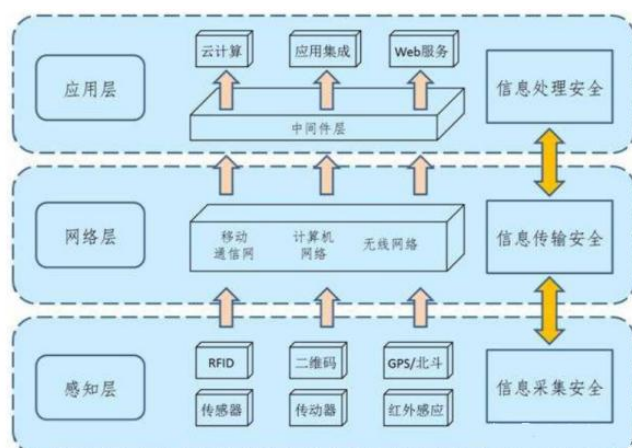 云计算
应用集成
Web服务
应用层
中间件层
信息处理安全
网络层
移动
通信网
计算机
网络
无线网络
信息传输安全
RFID
二维码
GPS/北斗
感知层
传感器
传动器
红外感应
信息采集安全